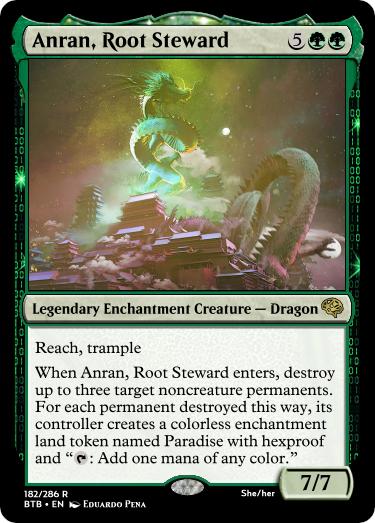 Anran, Root Steward 5
Legendary Enchantment Creature — Dragon
Reach, trample
When Anran, Root Steward enters, destroy
up to three target noncreature permanents.
For each permanent destroyed this way, its
controller creates a colorless enchantment
land token named Paradise with hexproof
and “: Add one mana of any color.”
7/7
182/286 R
She/her
BTB • EN Eduardo Pena